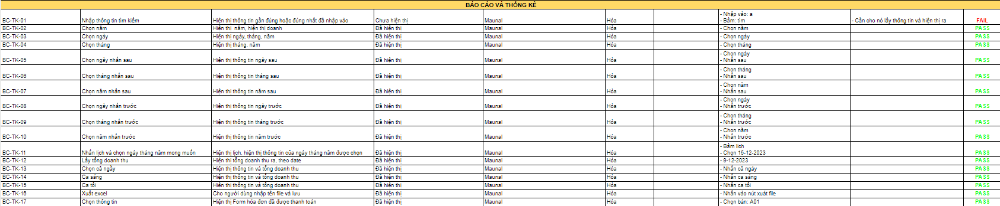 BÁO CÁO VÀ THỐNG KÊ
- Nhập vào: a
BC-TK-01 Nhập thông tin tìm kiếm Hiện thị thông tin gần đúng hoặc đúng nhất đã nhập vào Chưa hiện thị Maunal Hòa - Bấm: tìm - Cần cho nó lấy thông tin và hiện thị ra FAIL
BC-TK-02 Chọn năm Hiện thị năm, hiện thị doanh Đã hiện thị Maunal Hòa - Chọn năm PASS
BC-TK-03 Chọn ngày Hiện thị ngày, tháng, năm Đã hiện thị Maunal Hòa - Chọn ngày PASS
BC-TK-04 Chọn tháng Hiện thị tháng, năm Đã hiện thị Maunal Hòa - Chọn tháng PASS
- Chọn ngày
BC-TK-05 Chọn ngày nhấn sau Hiện thị thông tin ngày sau Đã hiện thị Maunal Hòa - Nhấn sau PASS
- Chọn tháng
BC-TK-06 Chọn tháng nhấn sau Hiện thị thông tin tháng sau Đã hiện thị Maunal Hòa - Nhấn sau PASS
- Chọn năm
BC-TK-07 Chọn năm nhấn sau Hiện thị thông tin năm sau Đã hiện thị Maunal Hòa - Nhấn sau PASS
- Chọn ngày
BC-TK-08 Chọn ngày nhấn trước Hiện thị thông tin ngày trước Đã hiện thị Maunal Hòa - Nhấn trước PASS
- Chọn tháng
BC-TK-09 Chọn tháng nhấn trước Hiện thị thông tin tháng trước Đã hiện thị Maunal Hòa - Nhấn trước PASS
- Chọn năm
BC-TK-10 Chọn năm nhấn trước Hiện thị thông tin năm trước Đã hiện thị Maunal Hòa - Nhấn trước PASS
- Bấm lich
BC-TK-11 Nhấn lịch và chọn ngày tháng năm mong muốn Hiện thị lịch, hiện thị thông tin của ngày tháng năm được chọn Đã hiện thị Maunal Hòa - Chọn 15-12-2023 PASS
BC-TK-12 Lấy tổng doanh thu Hiện thị tổng doanh thu ra, theo date Đã hiện thị Maunal Hòa - 9-12-2023 PASS
BC-TK-13 Chọn cả ngày Hiện thị thông tin và tổng doanh thu Đã hiện thị Maunal Hòa - Nhấn cả ngày PASS
BC-TK-14 Ca sáng Hiện thị thông tin và tổng doanh thu Đã hiện thị Maunal Hòa - Nhấn ca sáng PASS
BC-TK-15 Ca tối Hiện thị thông tin và tổng doanh thu Đã hiện thị Maunal Hòa - Nhấn ca tối PASS
BC-TK-16 Xuất excel Cho người dùng nhập tên file và lưu Đã hiện thị Maunal Hòa - Nhấn vào nút xuát file PASS
BC-TK-17 Chọn thông tin Hiện thị Form hóa đơn đã được thanh toán Đã hiện thị Maunal Hòa - Chọn bàn: A01 PASS